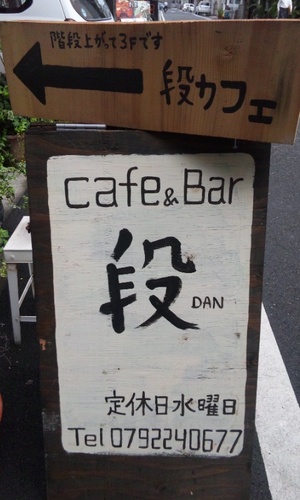 階段上がって3Fです
段カフェ
cafe&Bar
段
DAN
定休日水曜日
Tel 0792240677